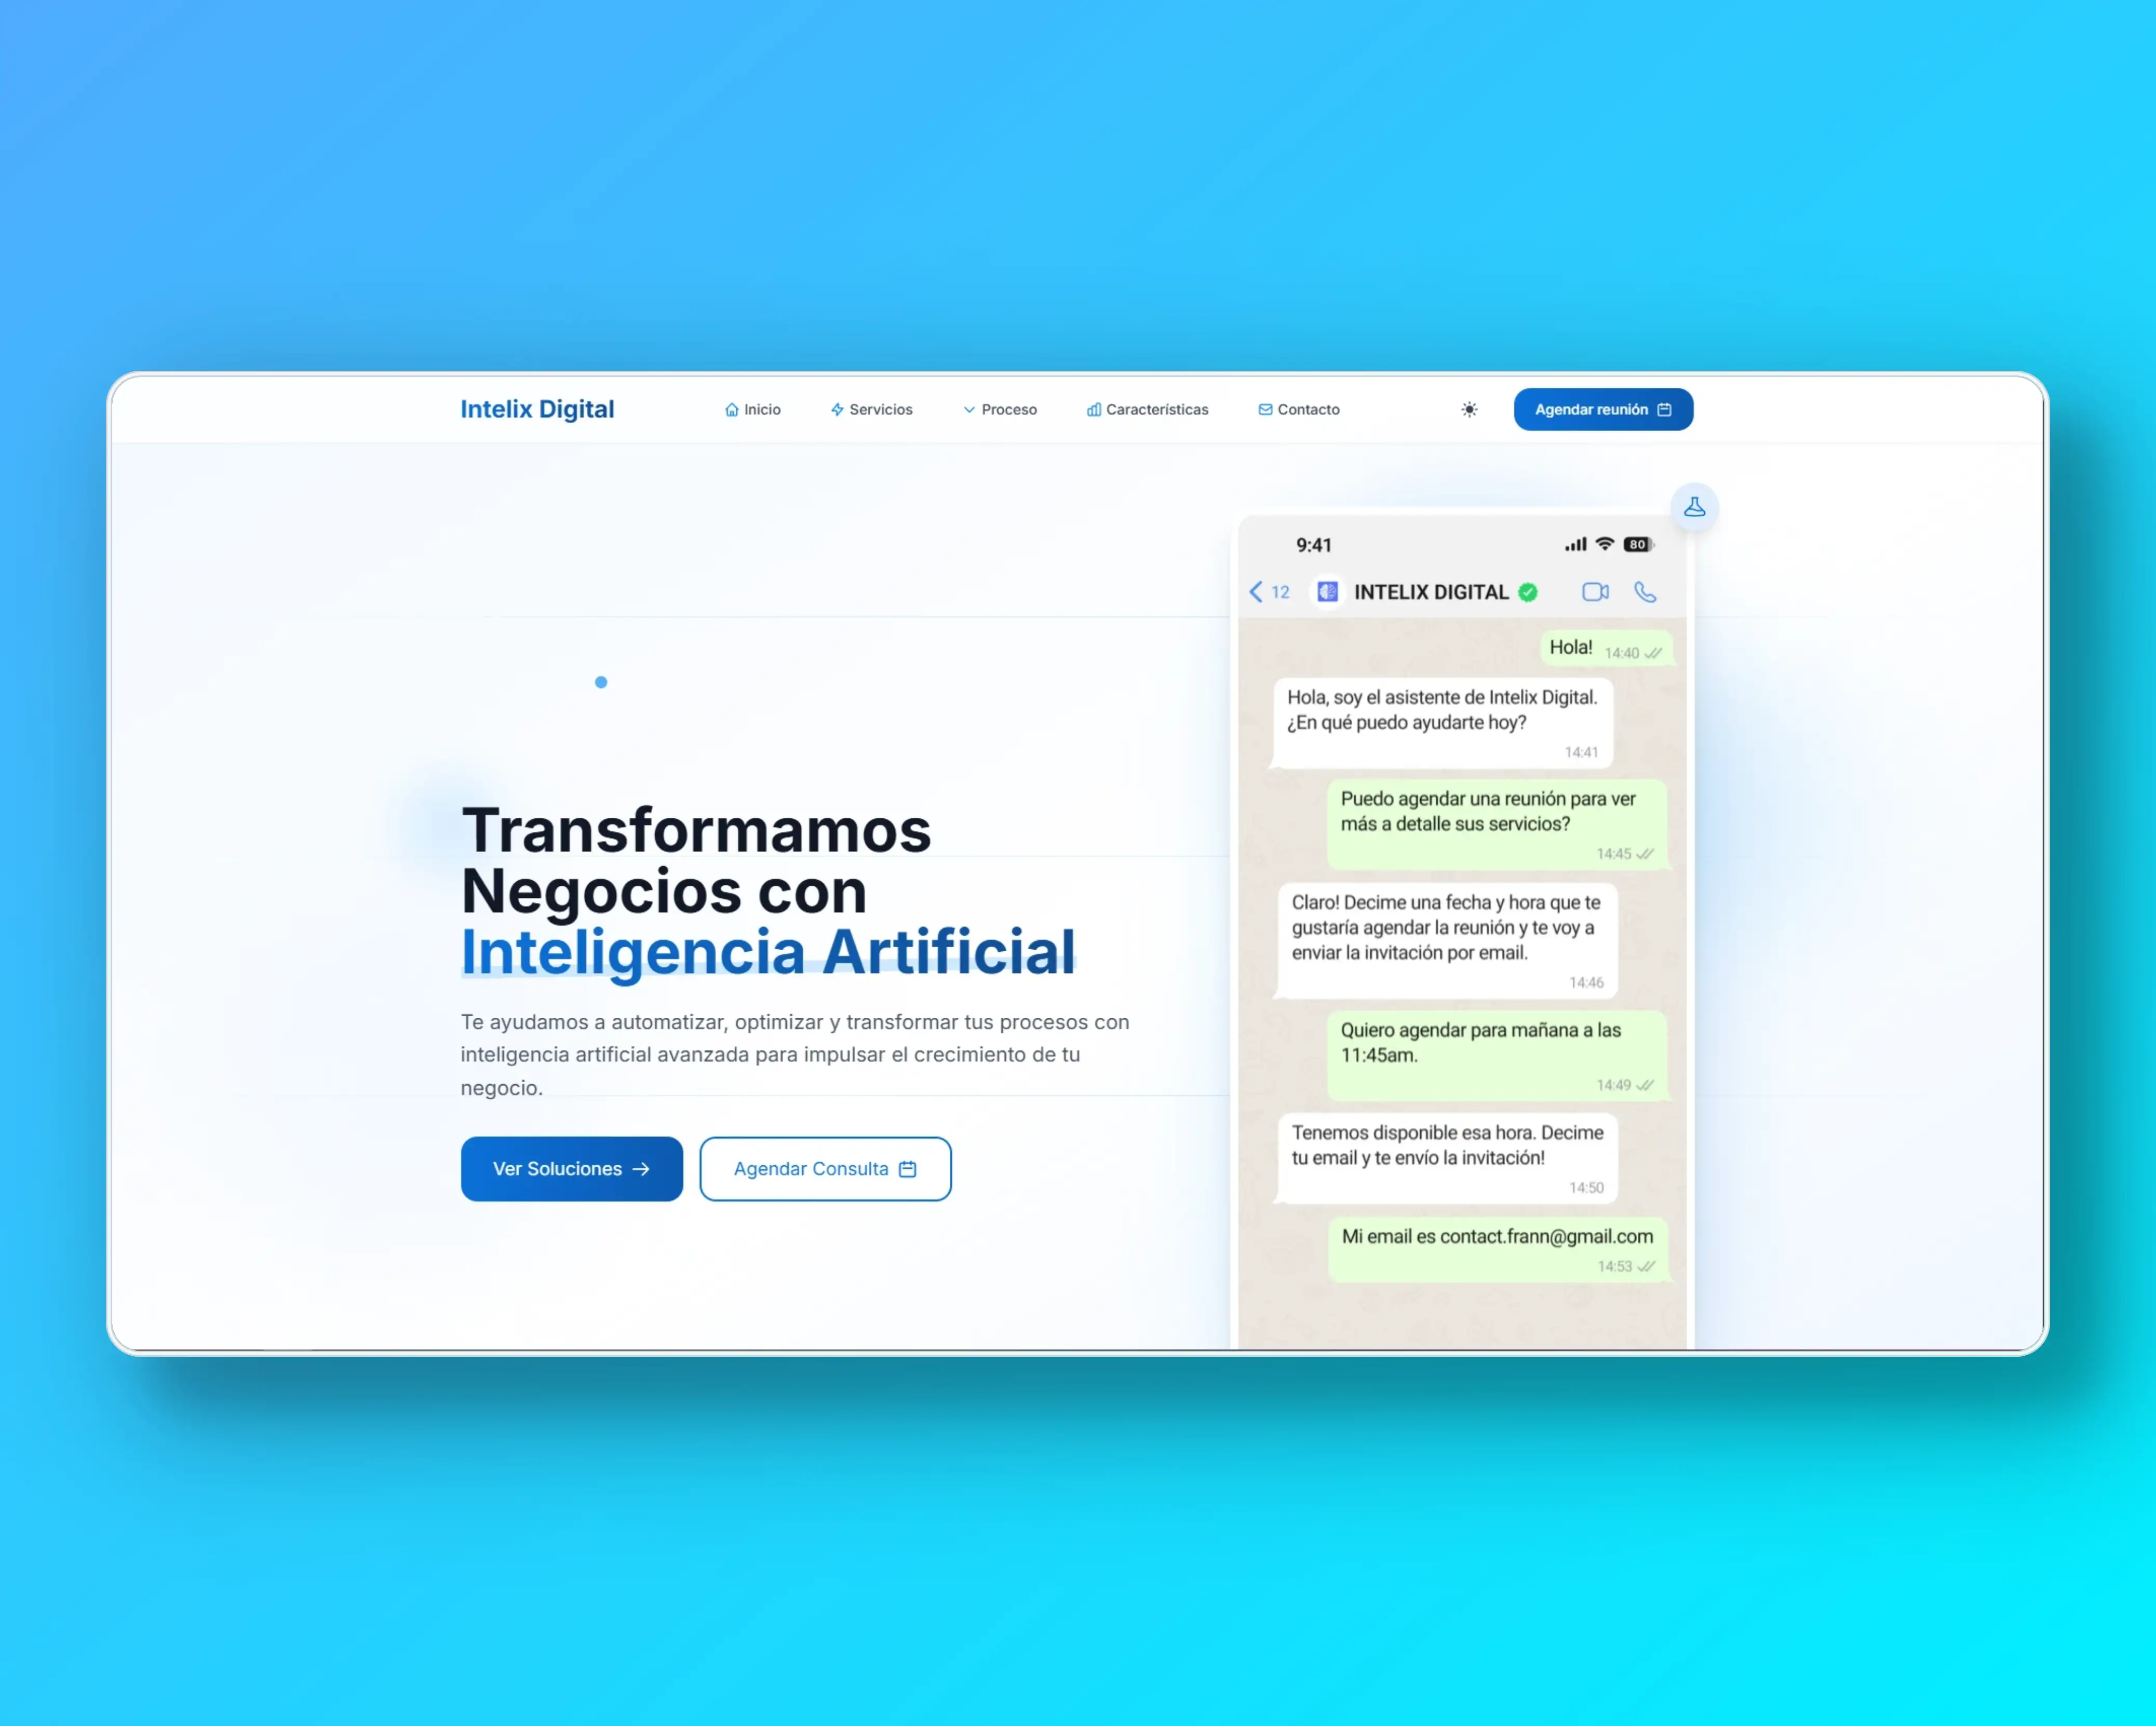 Intelix Digital
Inicio
Servicios
Proceso
Características
Contacto
Agendar reunión
Transformamos
Negocios con
Inteligencia Artificial
Te ayudamos a automatizar, optimizar y transformar tus procesos con
inteligencia artificial avanzada para impulsar el crecimiento de tu
negocio.
Ver Soluciones
Agendar Consulta
9:41
80
12
INTELIX DIGITAL
Hola!
14:40
Hola, soy el asistente de Intelix Digital.
¿En qué puedo ayudarte hoy?
14:41
Puedo agendar una reunión para ver
más a detalle sus servicios?
14:45
Claro! Decime una fecha y hora que te
gustaría agendar la reunión y te voy a
enviar la invitación por email.
14:46
Quiero agendar para mañana a las
11:45am.
14:49
Tenemos disponible esa hora. Decime
tu email y te envío la invitación!
14:50
Mi email es contact.frann@gmail.com
14:53